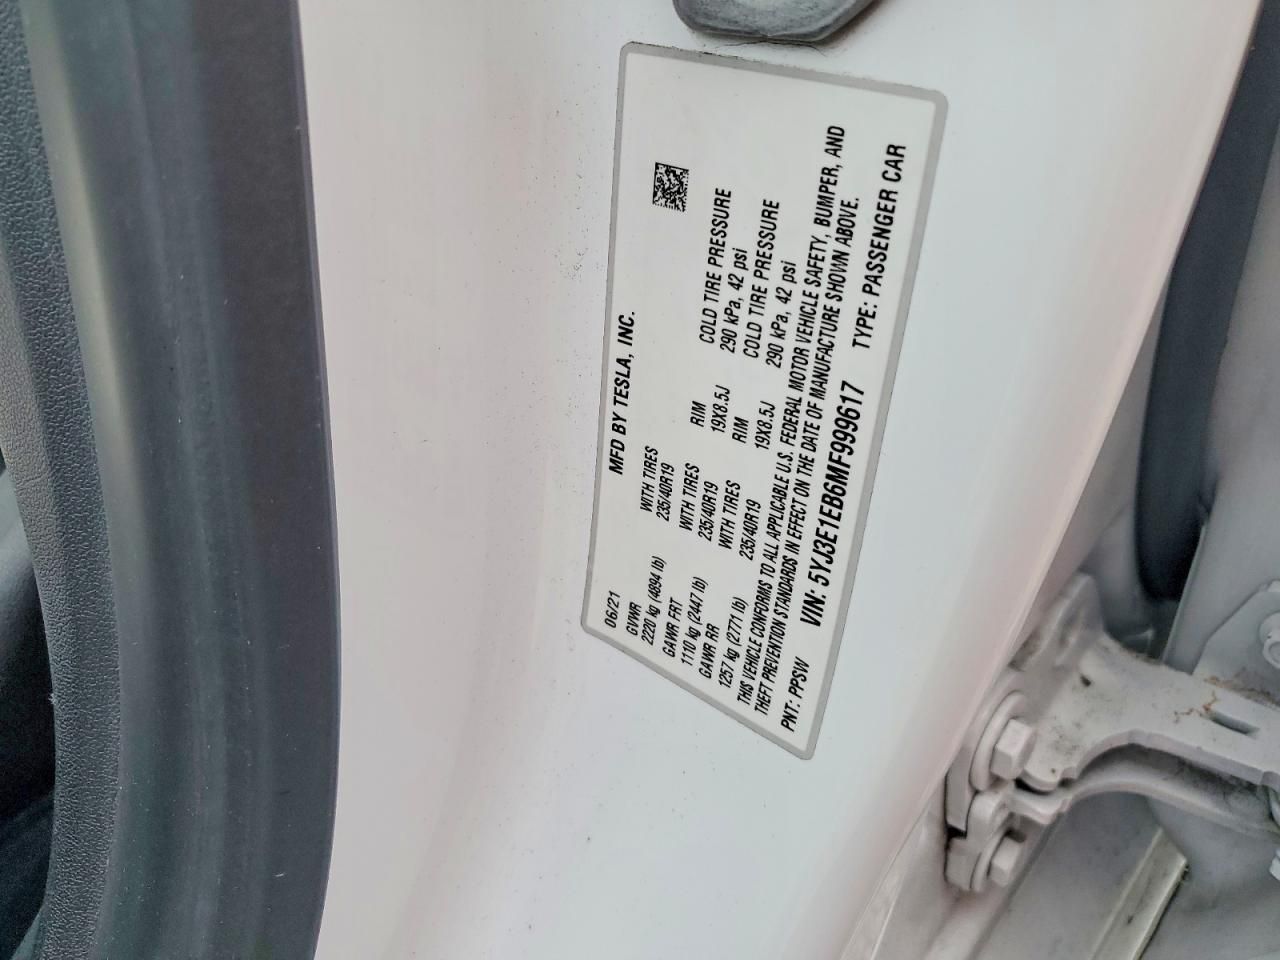 MFD BY TESLA, INC.
06/21
GVWR
2220 kg (4894 lb)
WITH TIRES
235/40R19
GAWR FRT
1110 kg (2447 lb)
WITH TIRES
235/40R19
RIM
19X8.5J
COLD TIRE PRESSURE
290 kPa, 42 psi
GAWR RR
1257 kg (2771 lb)
WITH TIRES
235/40R19
RIM
19X8.5J
COLD TIRE PRESSURE
290 kPa, 42 psi
THIS VEHICLE CONFORMS TO ALL APPLICABLE U.S. FEDERAL MOTOR VEHICLE SAFETY, BUMPER, AND
THEFT PREVENTION STANDARDS IN EFFECT ON THE DATE OF MANUFACTURE SHOWN ABOVE.
PNT: PPSW
VIN: 5YJ3E1EB6MF999617
TYPE: PASSENGER CAR